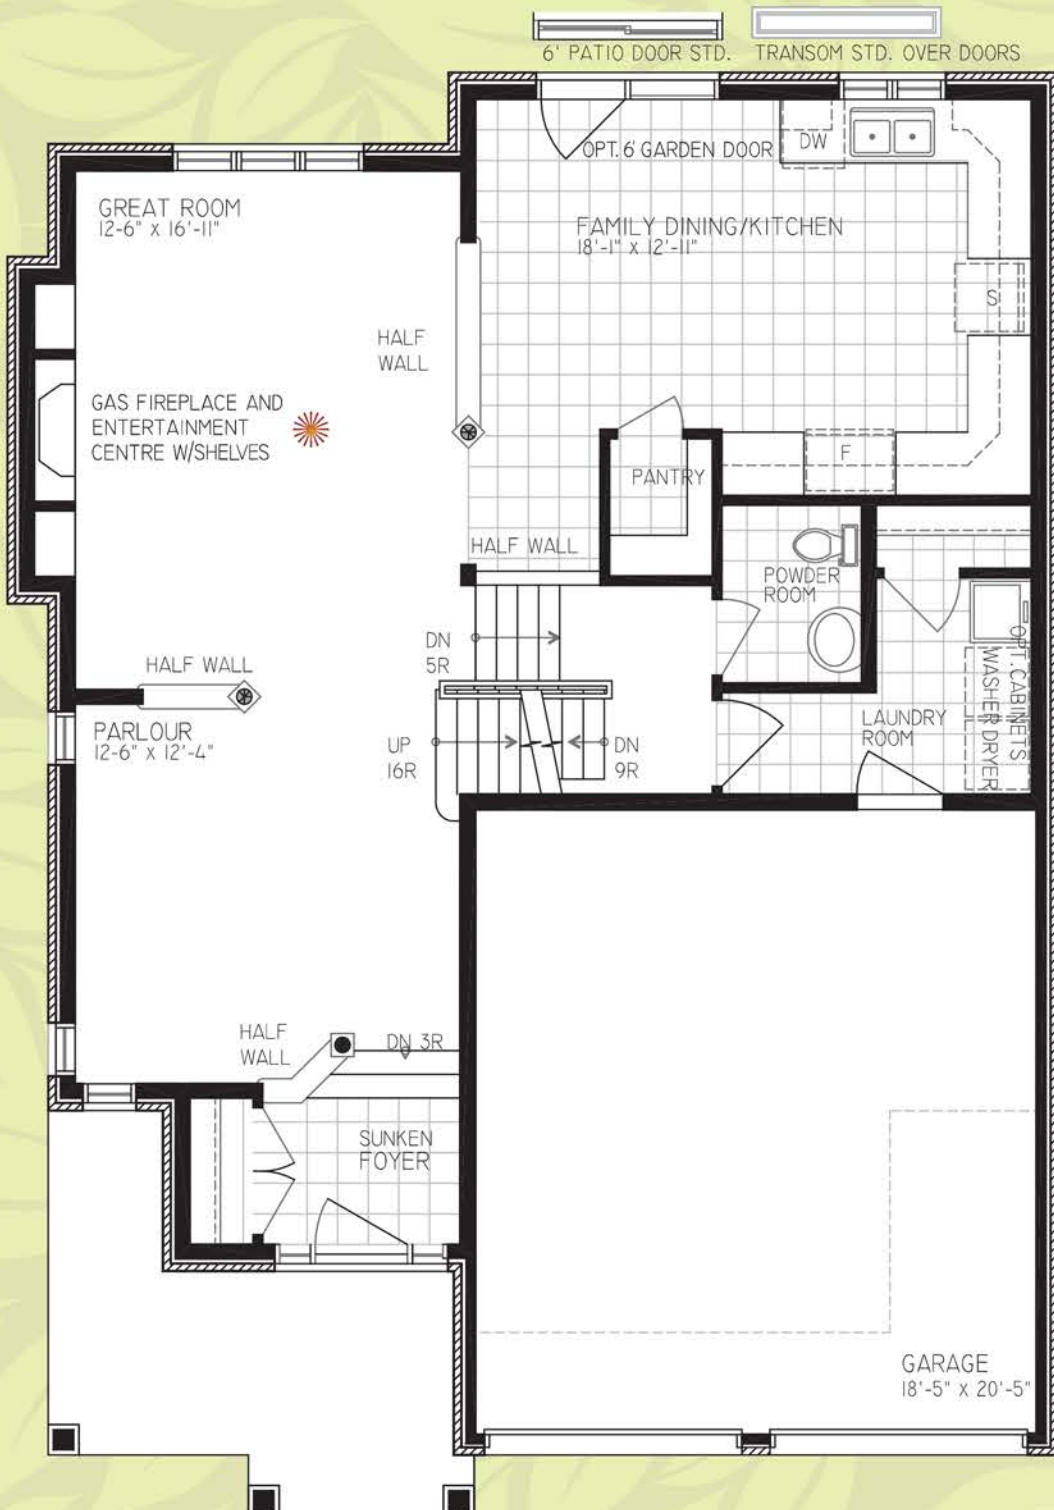 6' PATIO DOOR STD.
TRANSOM STD. OVER DOORS
OPT. 6' GARDEN DOOR
DW
GREAT ROOM
12-6" X 16'-11"
FAMILY DINING/KITCHEN
18'-1" X 12'-11"
S
HALF
WALL
GAS FIREPLACE AND
ENTERTAINMENT
CENTRE W/SHELVES
F
PANTRY
HALF WALL
POWDER
ROOM
DN
5R
HALF WALL
OPT. CABINETS
WASHER DRYER
PARLOUR
12-6" X 12'-4"
UP
16R
DN
9R
LAUNDRY
ROOM
HALF
WALL
DN 3R
SUNKEN
FOYER
GARAGE
18'-5" X 20'-5"